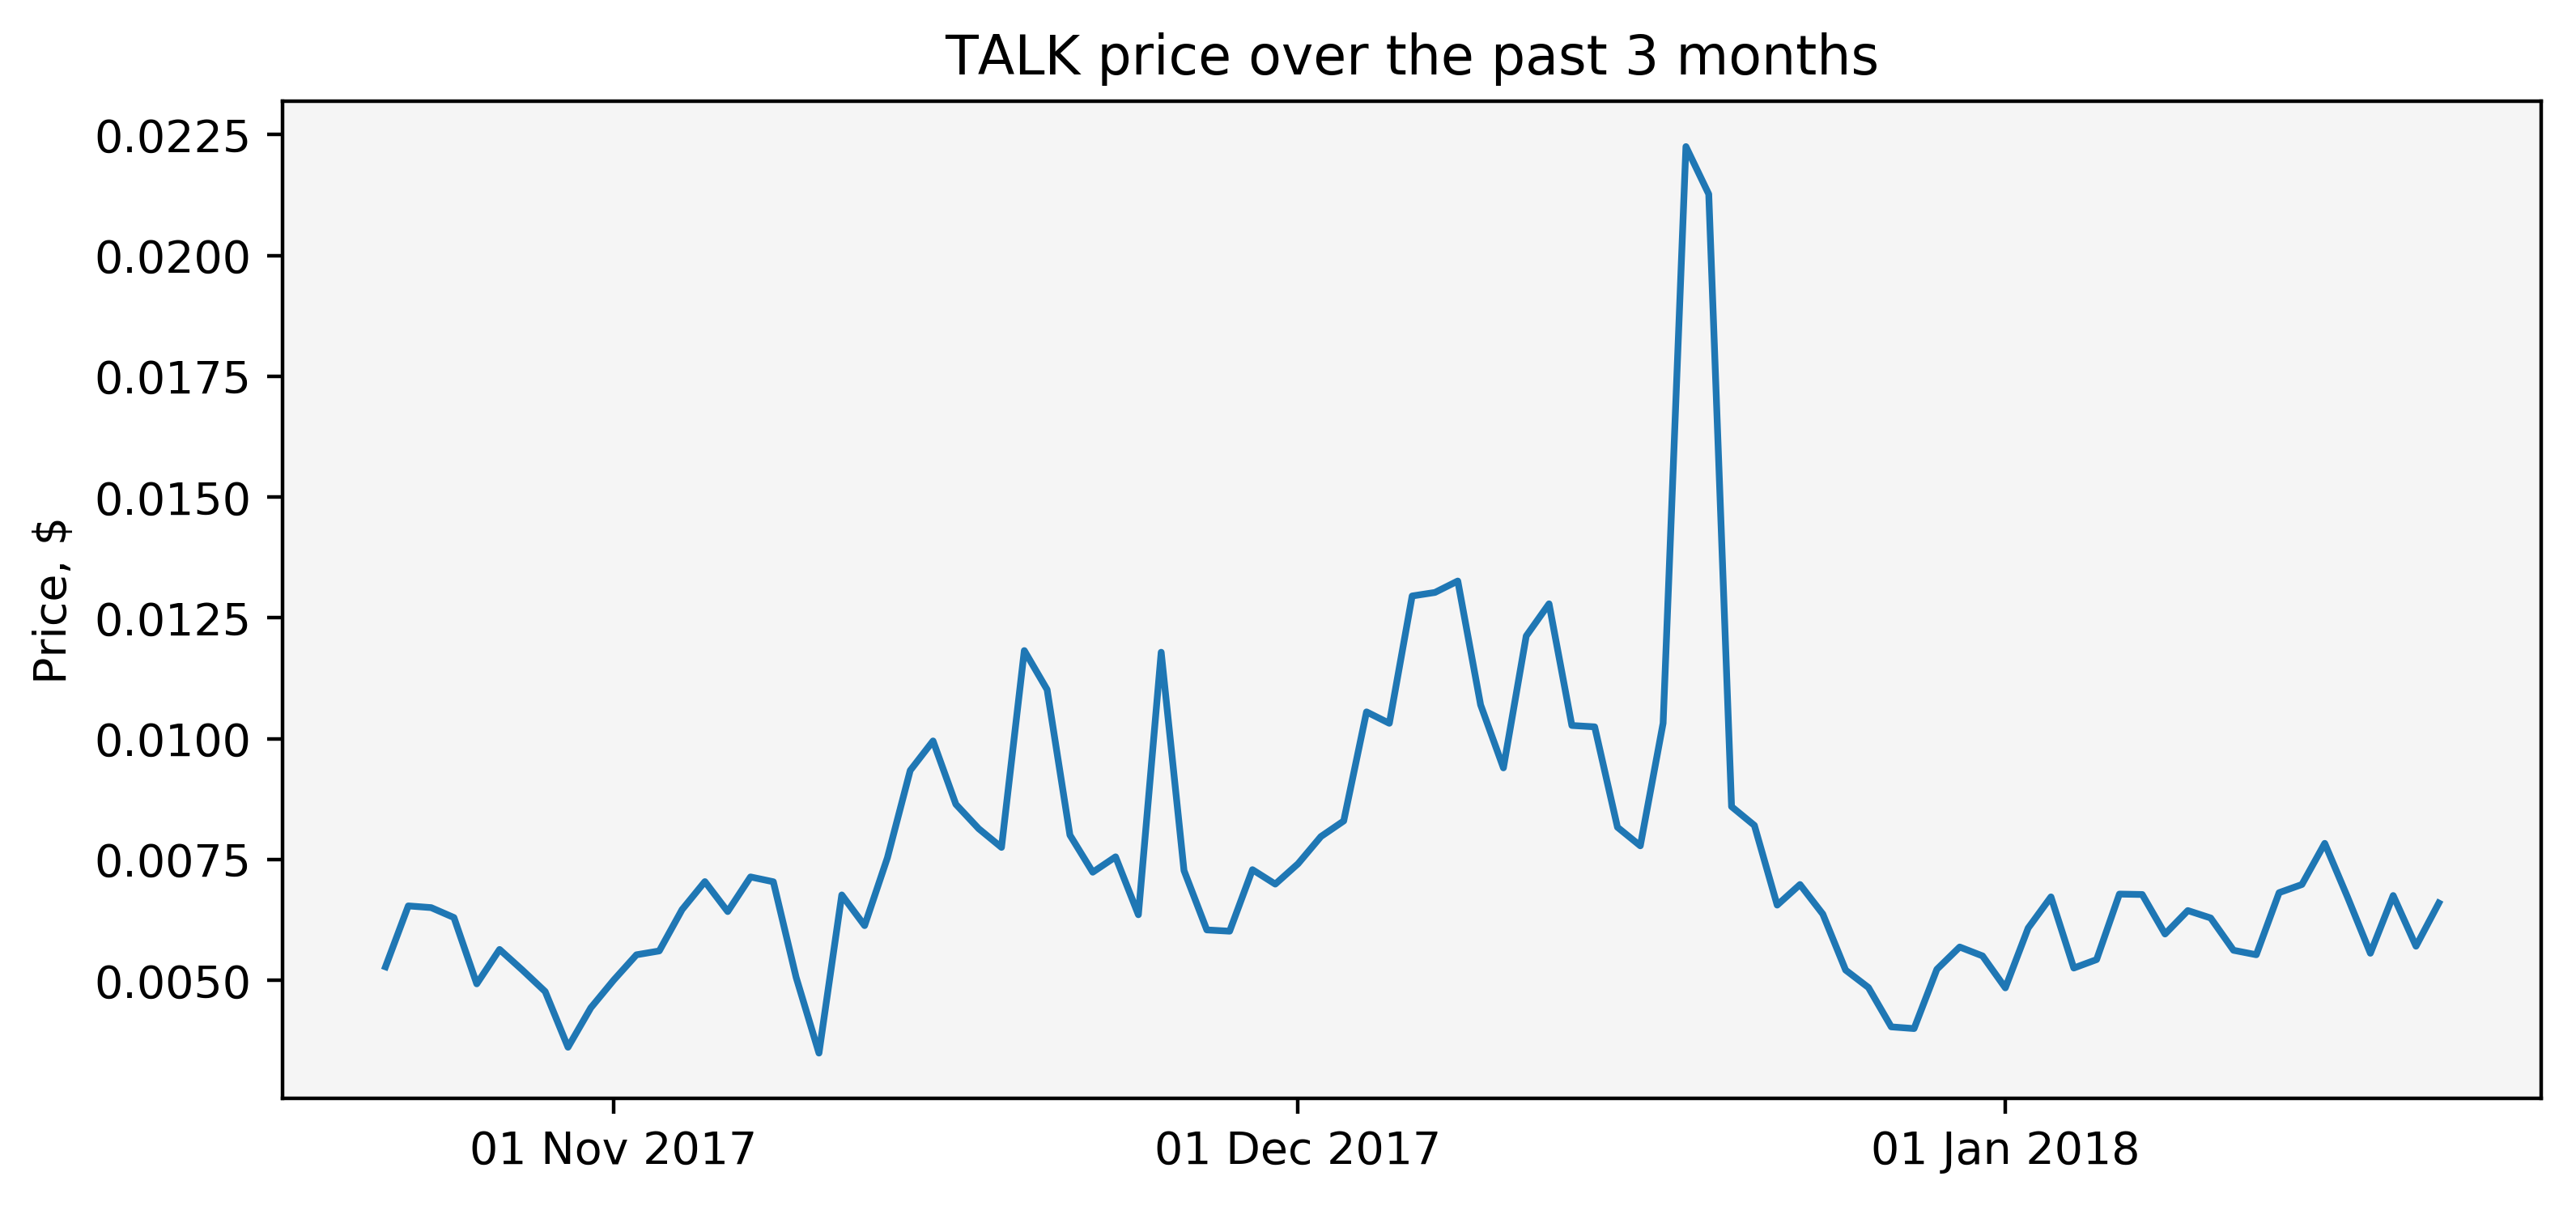 TALK price over the past 3 months
0.0225
0.0200
0.0175
0.0150
0.0125
0.0100
0.0075
0.0050
Price, $
01 Nov 2017
01 Dec 2017
01 Jan 2018